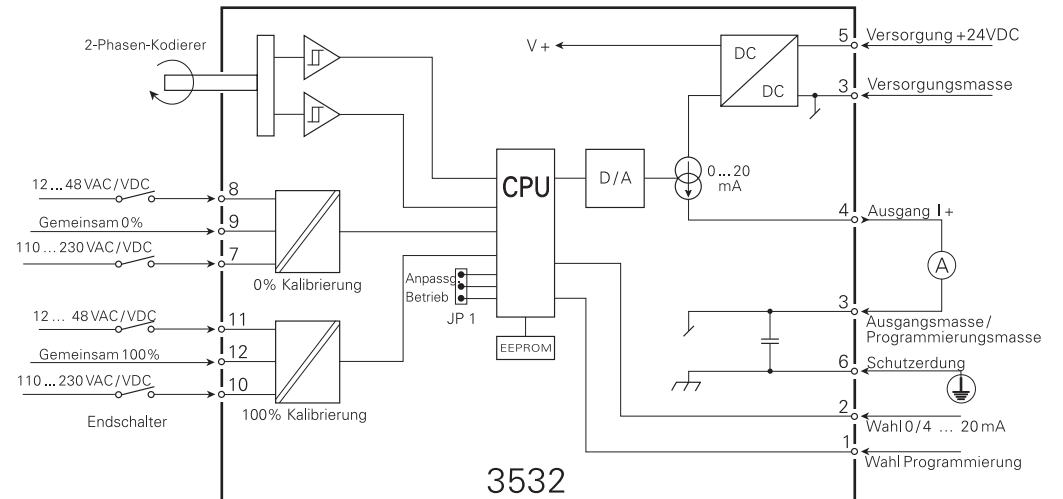 2-Phasen-Kodierer
V+
DC
DC
5
Versorgung +24VDC
3
Versorgungsmasse
12...48 VAC/VDC
8
Gemeinsam 0%
9
110...230 VAC/VDC
7
0% Kalibrierung
CPU
D/A
0...20
mA
4
Ausgang I+
A
Anpassg.
Betrieb
JP 1
EEPROM
12... 48 VAC/VDC
11
Gemeinsam 100%
12
110...230 VAC/VDC
10
100% Kalibrierung
Endschalter
3
Ausgangsmasse/
Programmierungsmasse
6
Schutzerdung
2
Wahl 0/4 ... 20 mA
1
Wahl Programmierung
3532